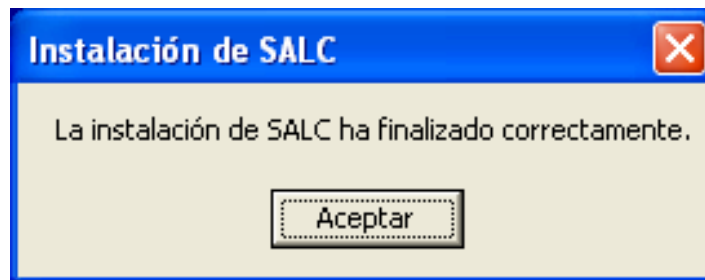 Instalación de SALC
La instalación de SALC ha finalizado correctamente.
Aceptar